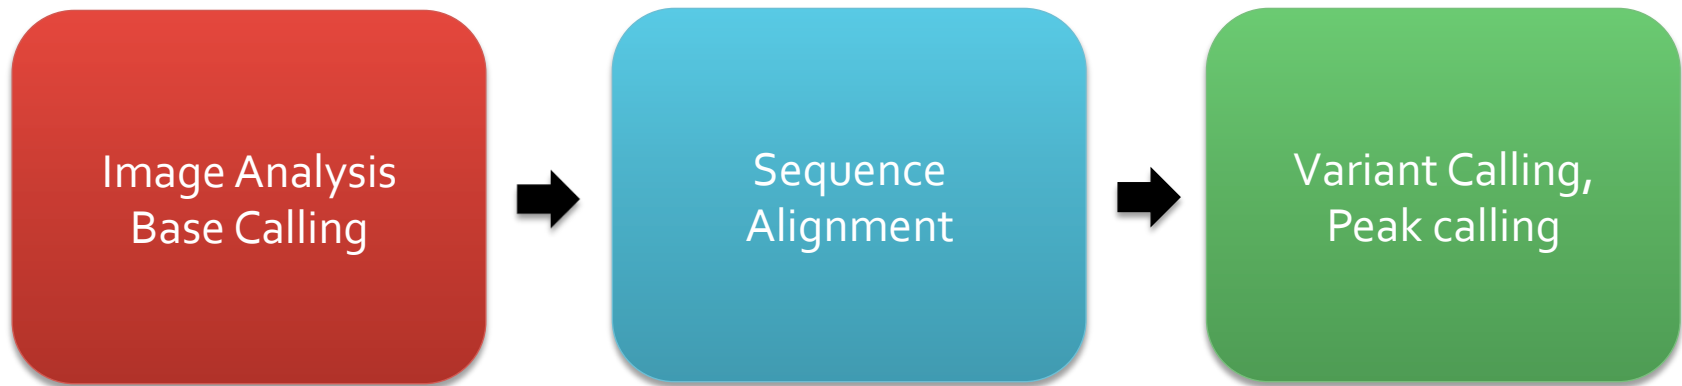 Image Analysis
Base Calling
Sequence
Alignment
Variant Calling,
Peak calling